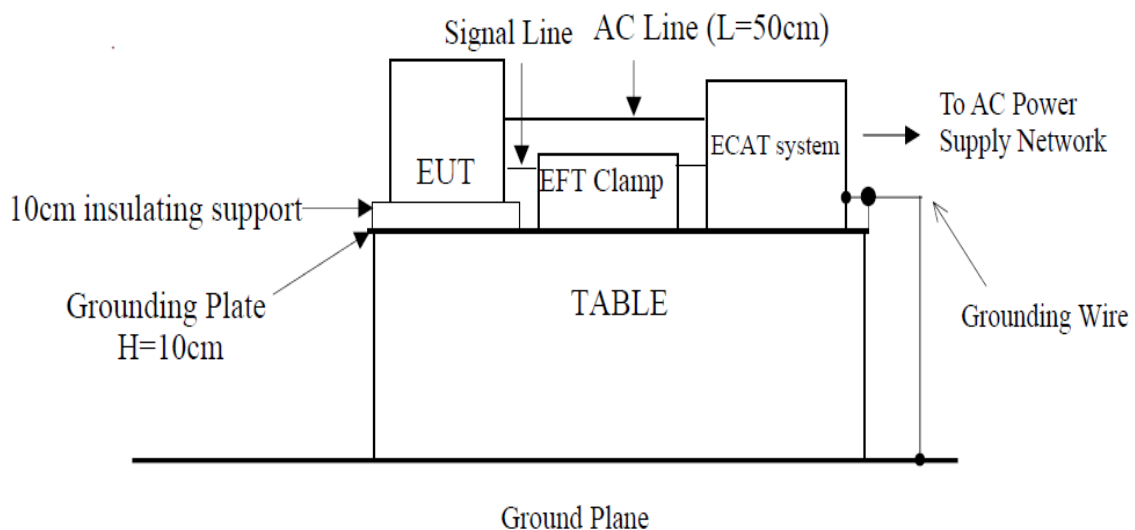 Signal Line
AC Line (L=50cm)
To AC Power
Supply Network
ECAT system
EUT
EFT Clamp
10cm insulating support
Grounding Plate
H=10cm
TABLE
Grounding Wire
Ground Plane